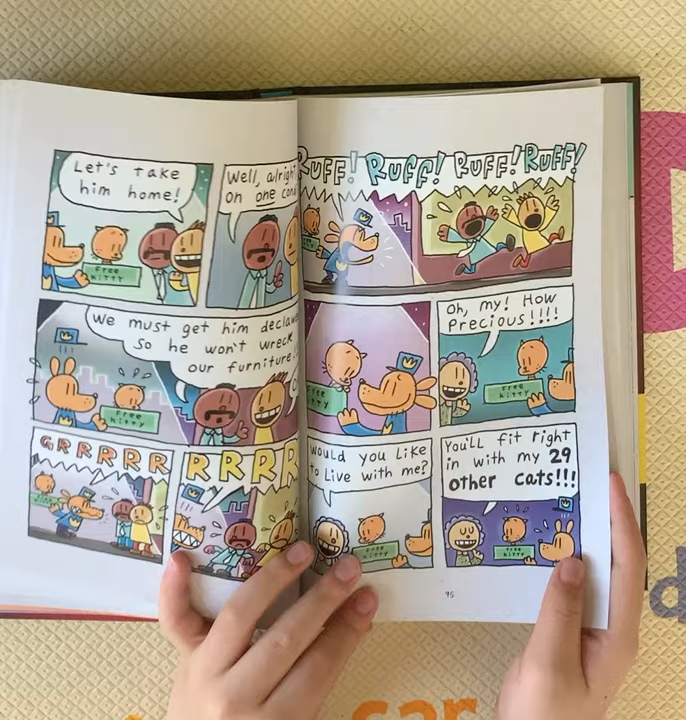 Let's take
him home!
Free
kitty
Well, alright
on one
We must get him
so he won't wreck
our furniture.
Free
kitty
GRRRRR
RRRR
RUFF! RUFF! RUFF! RUFF!
Free
Oh, my! How
precious!!!!
Free
kitty
Would you like
to live with me?
Free
kitty
You'll fit right
in with my 29
other cats!!!
Free
kitty
95
car